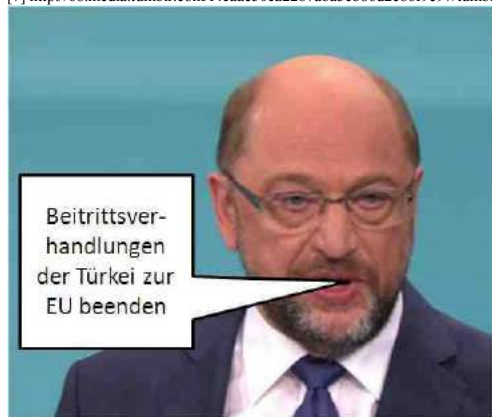 Beitrittsver-
handlungen
der Türkei zur
EU beenden